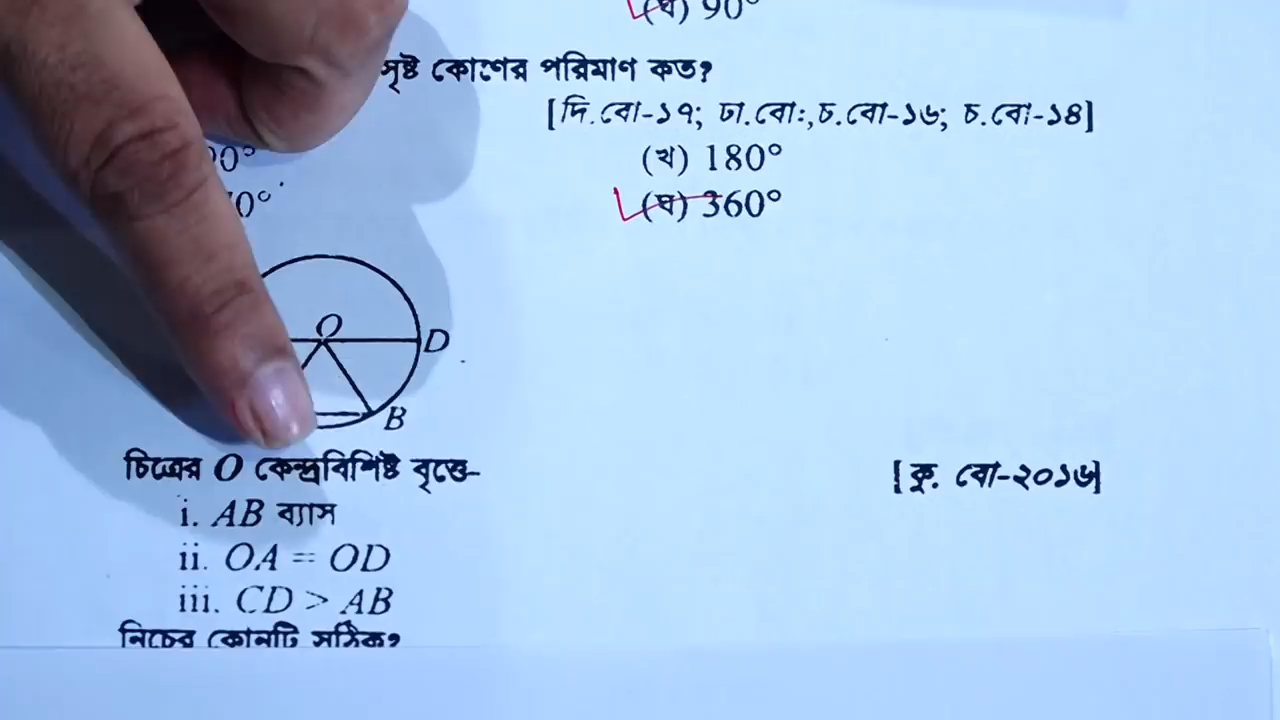 (ঘ) 90°
সৃষ্ট কোণের পরিমাণ কত?
[দি.বো-১৭; ঢা.বো:,চ.বো-১৬; চ.বো-১৪]
(খ) 180°
(ঘ) 360°
O
D
B
চিত্রের O কেন্দ্রবিশিষ্ট বৃত্তে-
[কু. বো-২০১৬]
i. AB ব্যাস
ii. OA = OD
iii. CD > AB
নিচের কোনটি সঠিক?